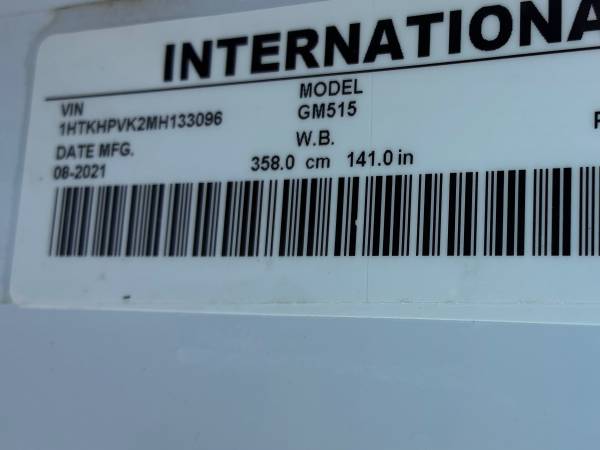 INTERNATIONA
VIN
1HTKHPVK2MH133096
MODEL
GM515
DATE MFG.
08-2021
W.B.
358.0 cm 141.0 in